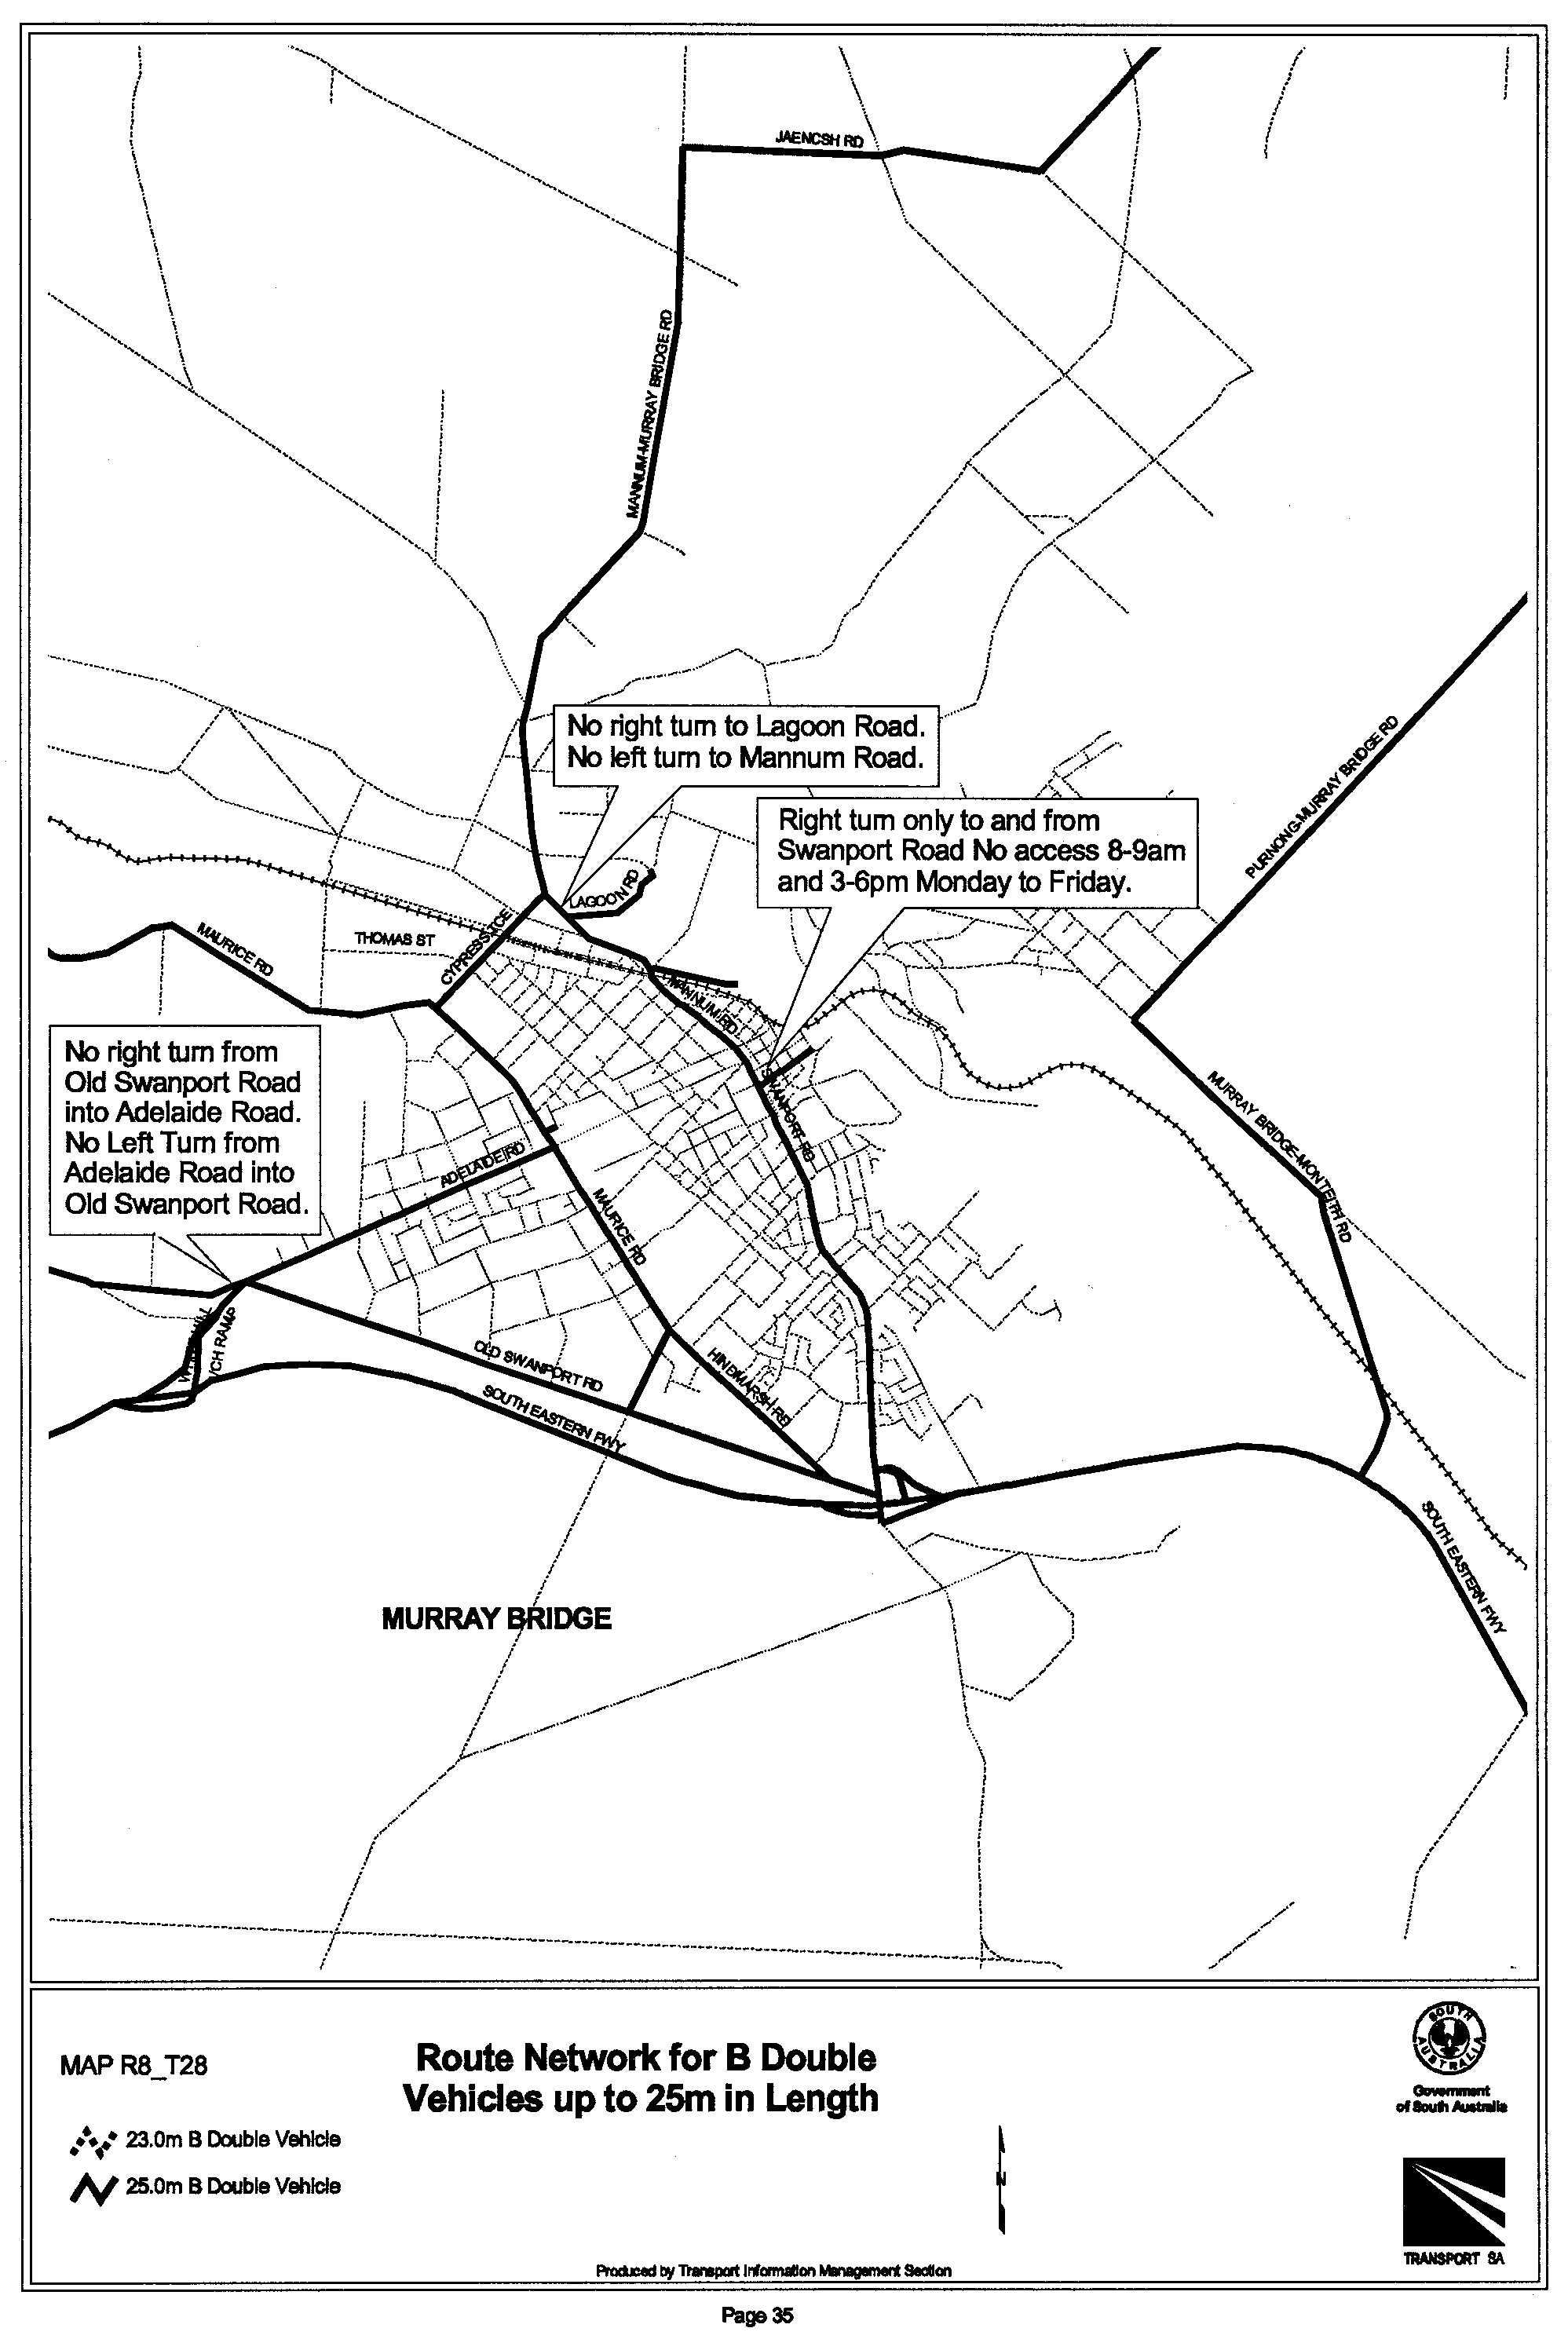 JAENCSH RD
MANNUM-MURRAY BRIDGE RD
No right turn to Lagoon Road.
No left turn to Mannum Road.
PURNONG-MURRAY BRIDGE RD
Right turn only to and from
Swanport Road No access 8-9am
and 3-6pm Monday to Friday.
LAGOON RD
MAURICE RD
THOMAS ST
CYPRESS TCE
MANNUM RD
No right turn from
Old Swanport Road
into Adelaide Road.
No Left Turn from
Adelaide Road into
Old Swanport Road.
SWANPORT RD
MURRAY BRIDGE-MONTEITH RD
ADELAIDE RD
MAURICE RD
RAMP
OLD SWANPORT RD
HINDMARSH RD
SOUTH EASTERN FWY
SOUTH EASTERN FWY
MURRAY BRIDGE
MAP R8_T28
Route Network for B Double
Vehicles up to 25m in Length
23.0m B Double Vehicle
25.0m B Double Vehicle
N
SOUTH
AUSTRALIA
Government
of South Australia
TRANSPORT SA
Produced by Transport Information Management Section
Page 35